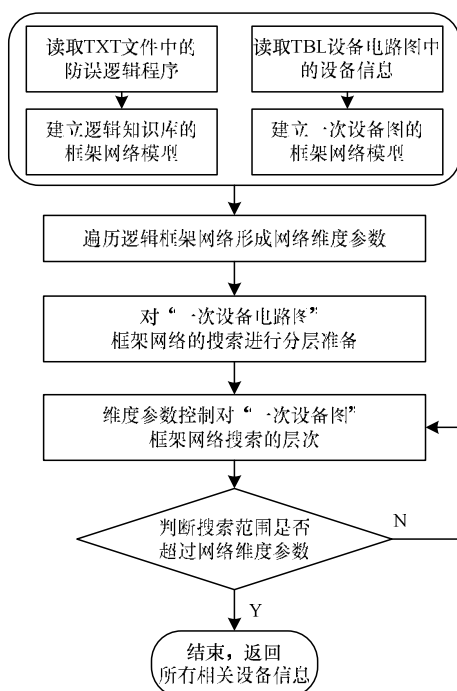 读取TXT文件中的
防误逻辑程序
读取TBL设备电路图中
的设备信息
建立逻辑知识库的
框架网络模型
建立一次设备图的
框架网络模型
遍历逻辑框架网络形成网络维度参数
对“一次设备电路图”
框架网络的搜索进行分层准备
维度参数控制对“一次设备图”
框架网络搜索的层次
判断搜索范围是否
超过网络维度参数
N
Y
结束，返回
所有相关设备信息